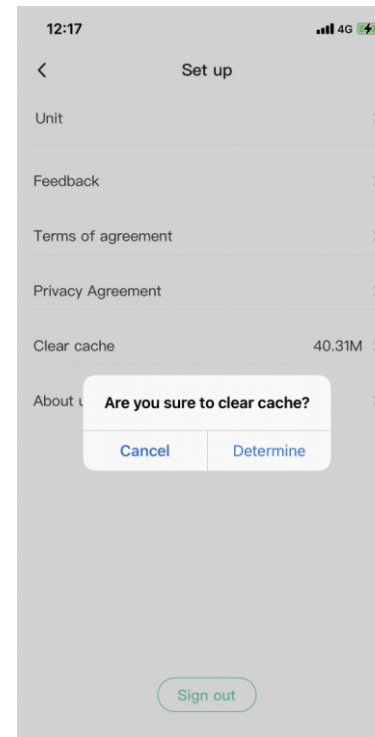 12:17 4G
Set up
Unit
Feedback
Terms of agreement
Privacy Agreement
Clear cache 40.31M
About u
Are you sure to clear cache?
Cancel Determine
Sign out